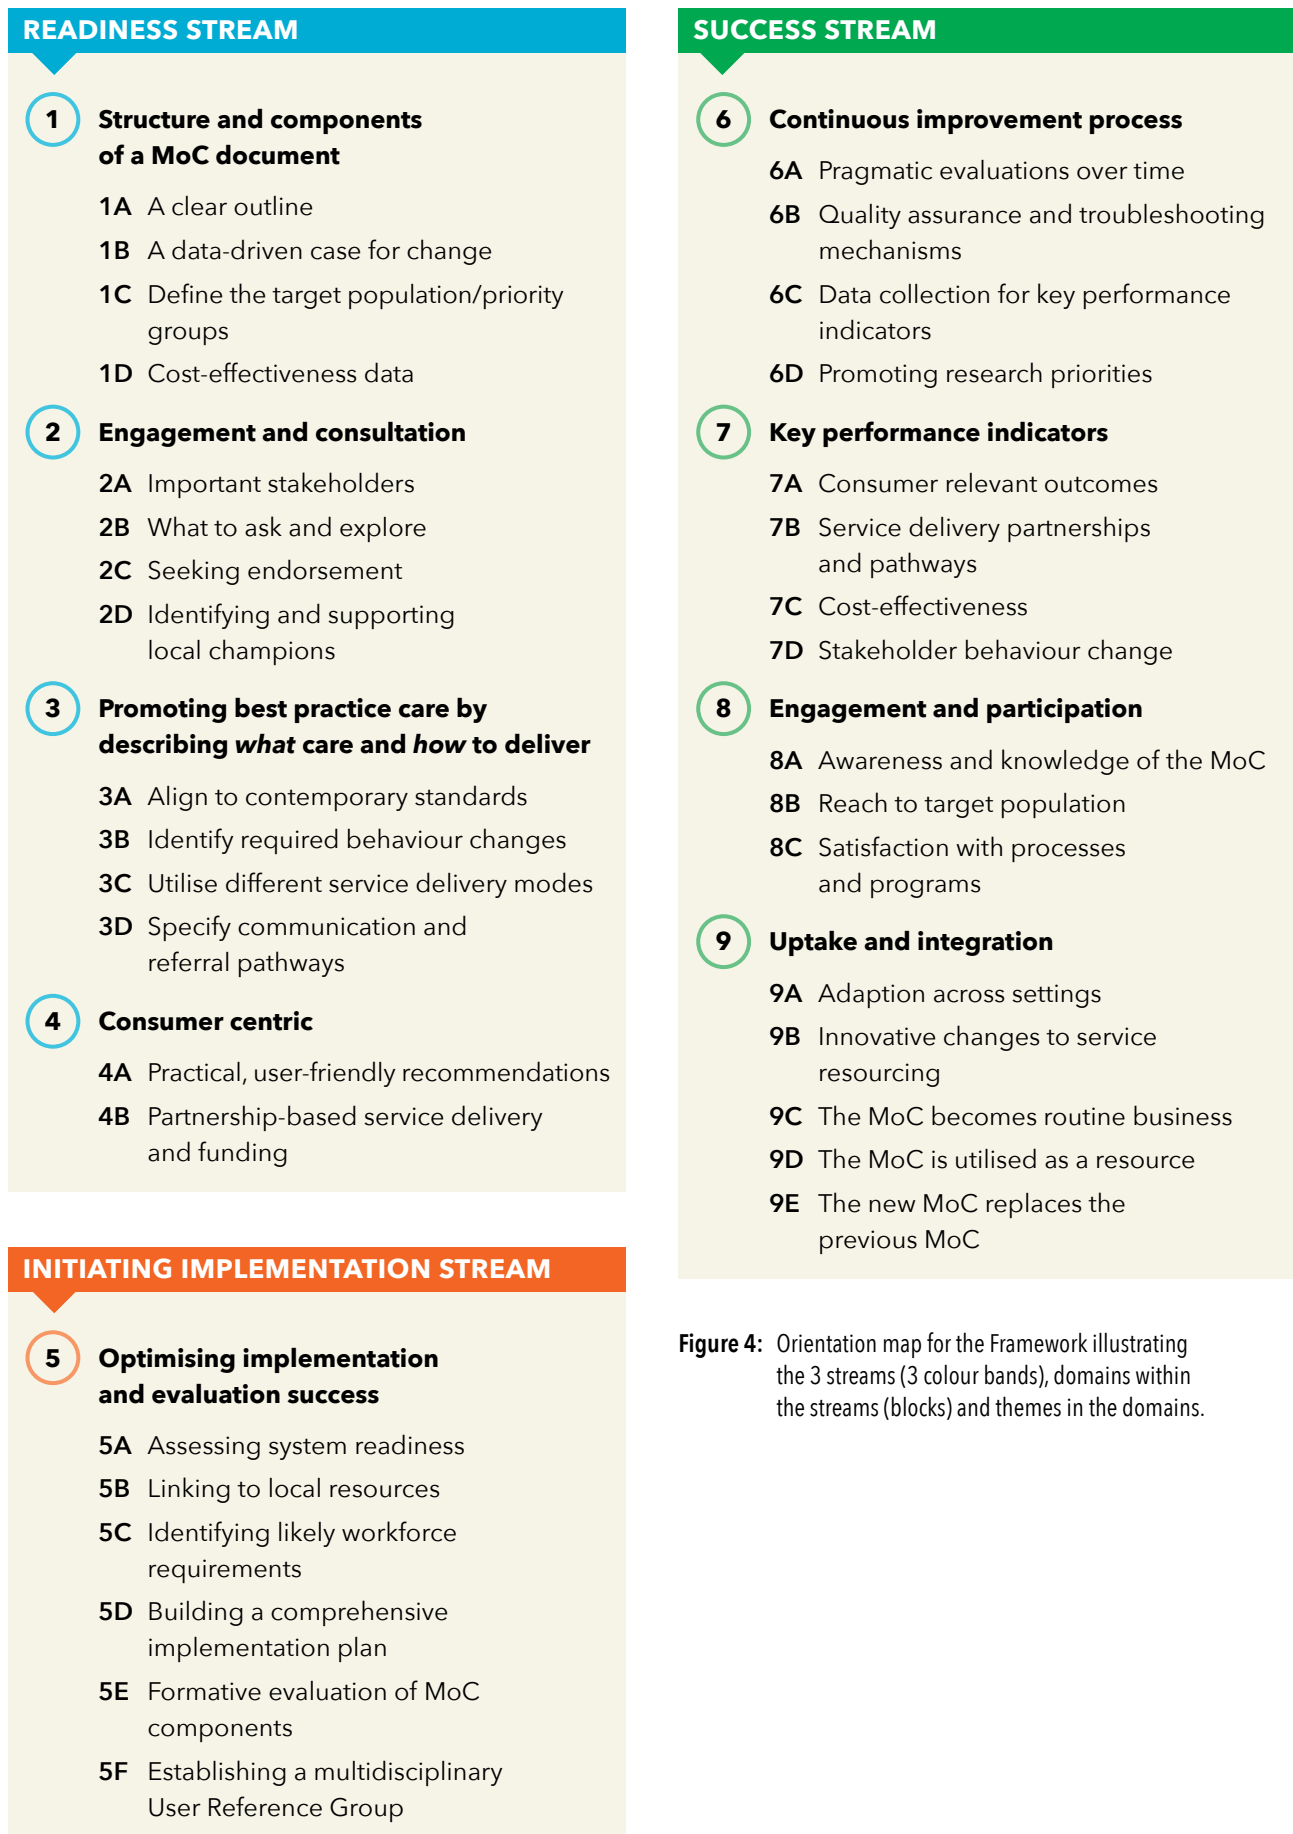 READINESS STREAM
1 Structure and components
of a MoC document
1A A clear outline
1B A data-driven case for change
1C Define the target population/priority
groups
1D Cost-effectiveness data
2 Engagement and consultation
2A Important stakeholders
2B What to ask and explore
2C Seeking endorsement
2D Identifying and supporting
local champions
3 Promoting best practice care by
describing what care and how to deliver
3A Align to contemporary standards
3B Identify required behaviour changes
3C Utilise different service delivery modes
3D Specify communication and
referral pathways
4 Consumer centric
4A Practical, user-friendly recommendations
4B Partnership-based service delivery
and funding
INITIATING IMPLEMENTATION STREAM
5 Optimising implementation
and evaluation success
5A Assessing system readiness
5B Linking to local resources
5C Identifying likely workforce
requirements
5D Building a comprehensive
implementation plan
5E Formative evaluation of MoC
components
5F Establishing a multidisciplinary
User Reference Group
SUCCESS STREAM
6 Continuous improvement process
6A Pragmatic evaluations over time
6B Quality assurance and troubleshooting
mechanisms
6C Data collection for key performance
indicators
6D Promoting research priorities
7 Key performance indicators
7A Consumer relevant outcomes
7B Service delivery partnerships
and pathways
7C Cost-effectiveness
7D Stakeholder behaviour change
8 Engagement and participation
8A Awareness and knowledge of the MoC
8B Reach to target population
8C Satisfaction with processes
and programs
9 Uptake and integration
9A Adaption across settings
9B Innovative changes to service
resourcing
9C The MoC becomes routine business
9D The MoC is utilised as a resource
9E The new MoC replaces the
previous MoC
Figure 4: Orientation map for the Framework illustrating
the 3 streams (3 colour bands), domains within
the streams (blocks) and themes in the domains.